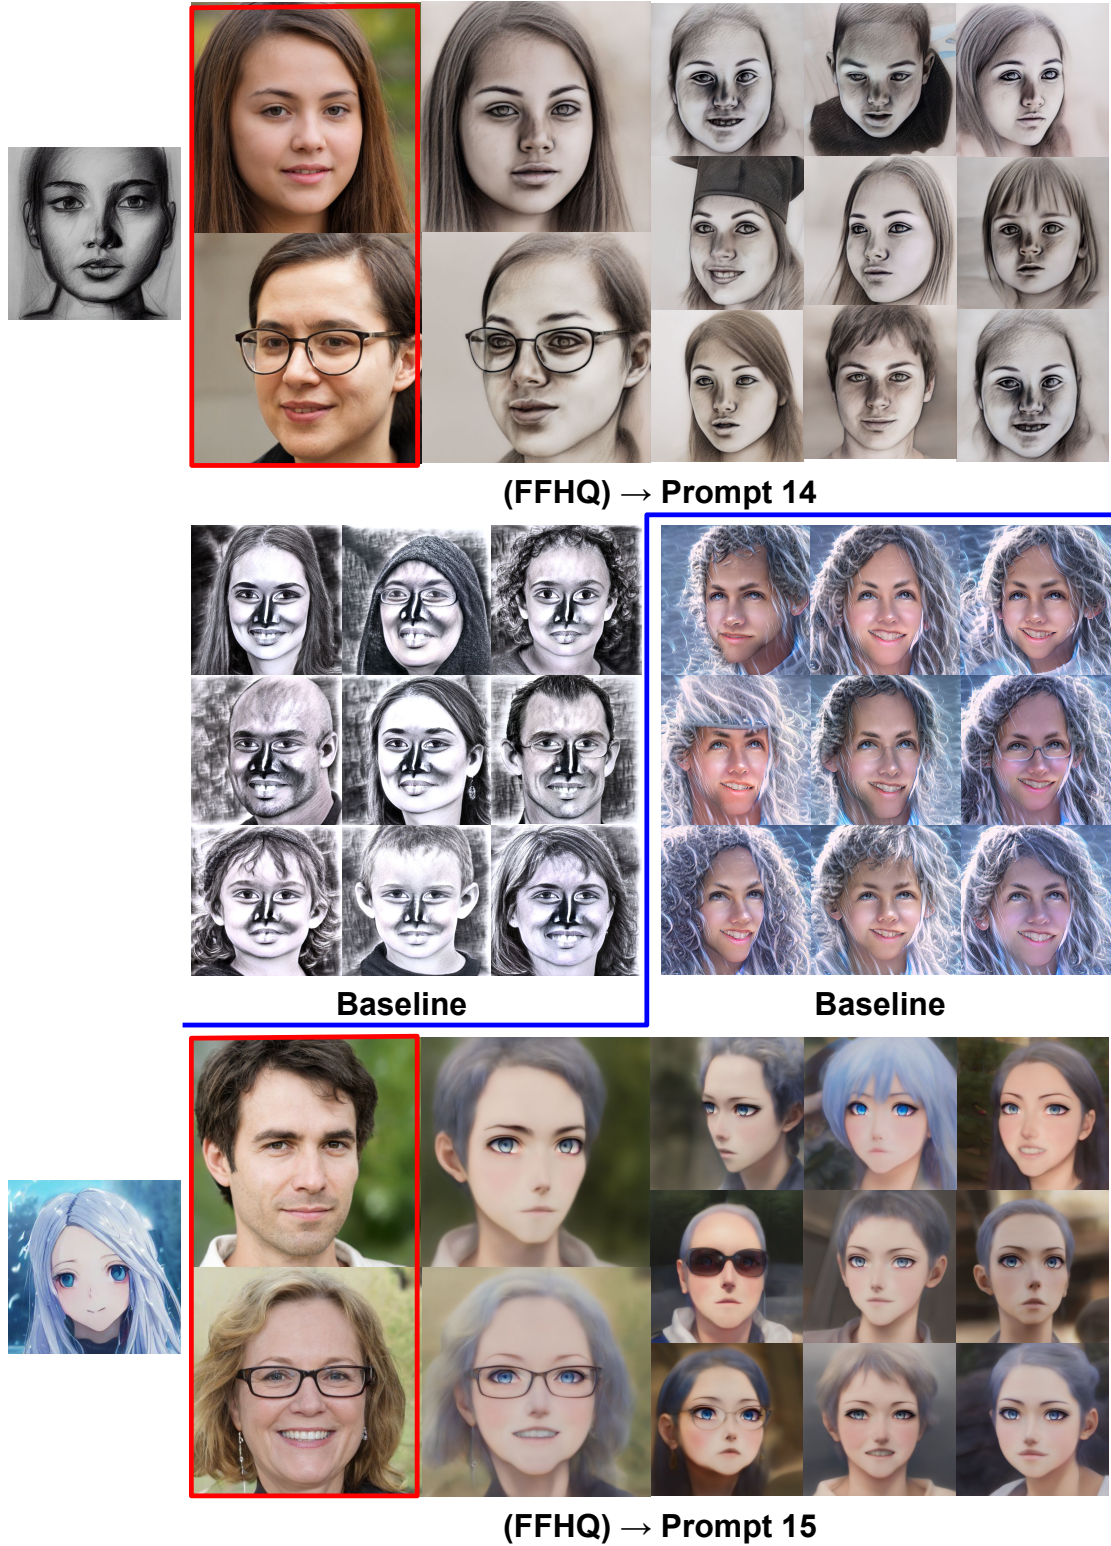 (FFHQ) → Prompt 14
Baseline
Baseline
(FFHQ) → Prompt 15